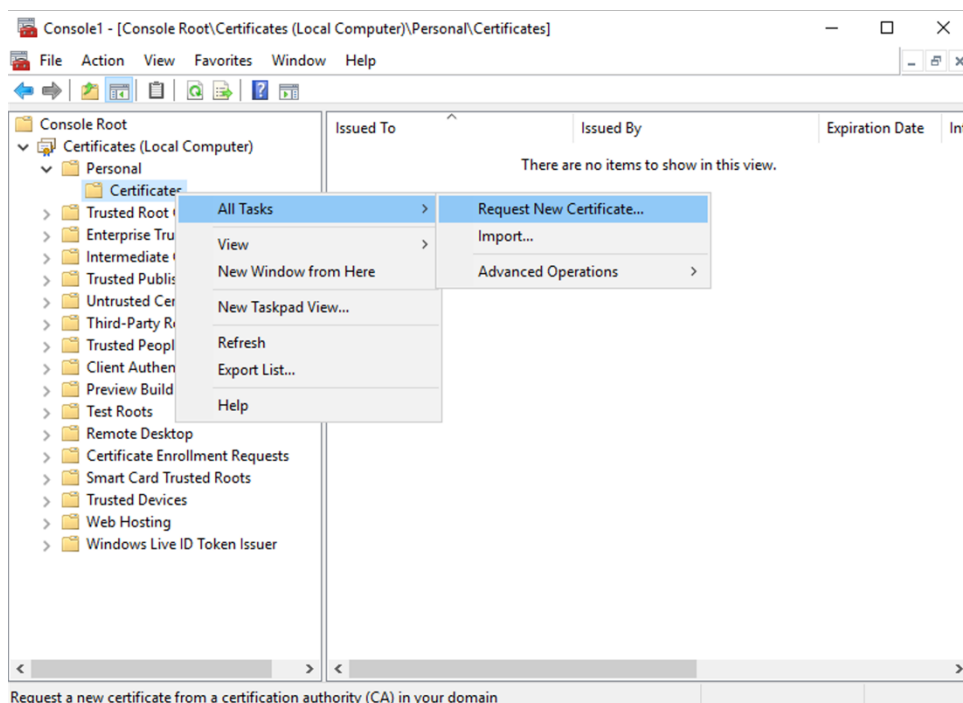 Console1 - [Console Root\Certificates (Local Computer)\Personal\Certificates]
File Action View Favorites Window Help
Console Root
Certificates (Local Computer)
Personal
Certificates
Trusted Root
Enterprise Tru
Intermediate
Trusted Publis
Untrusted Cer
Third-Party R
Trusted Peopl
Client Authen
Preview Build
Test Roots
Remote Desktop
Certificate Enrollment Requests
Smart Card Trusted Roots
Trusted Devices
Web Hosting
Windows Live ID Token Issuer
Issued To Issued By Expiration Date In
There are no items to show in this view.
All Tasks
View
New Window from Here
New Taskpad View...
Refresh
Export List...
Help
Request New Certificate...
Import...
Advanced Operations
Request a new certificate from a certification authority (CA) in your domain